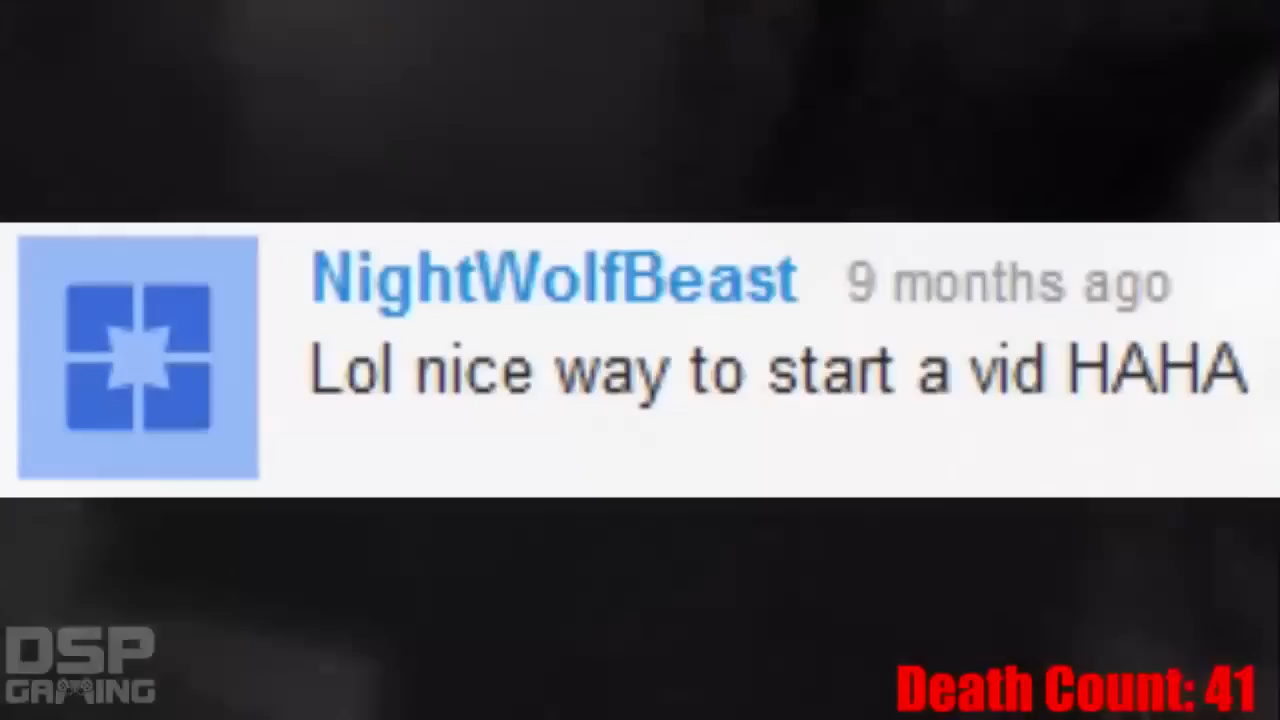 NightWolfBeast 9 months ago
Lol nice way to start a vid HAHA
DSP
GAMING
Death Count: 41